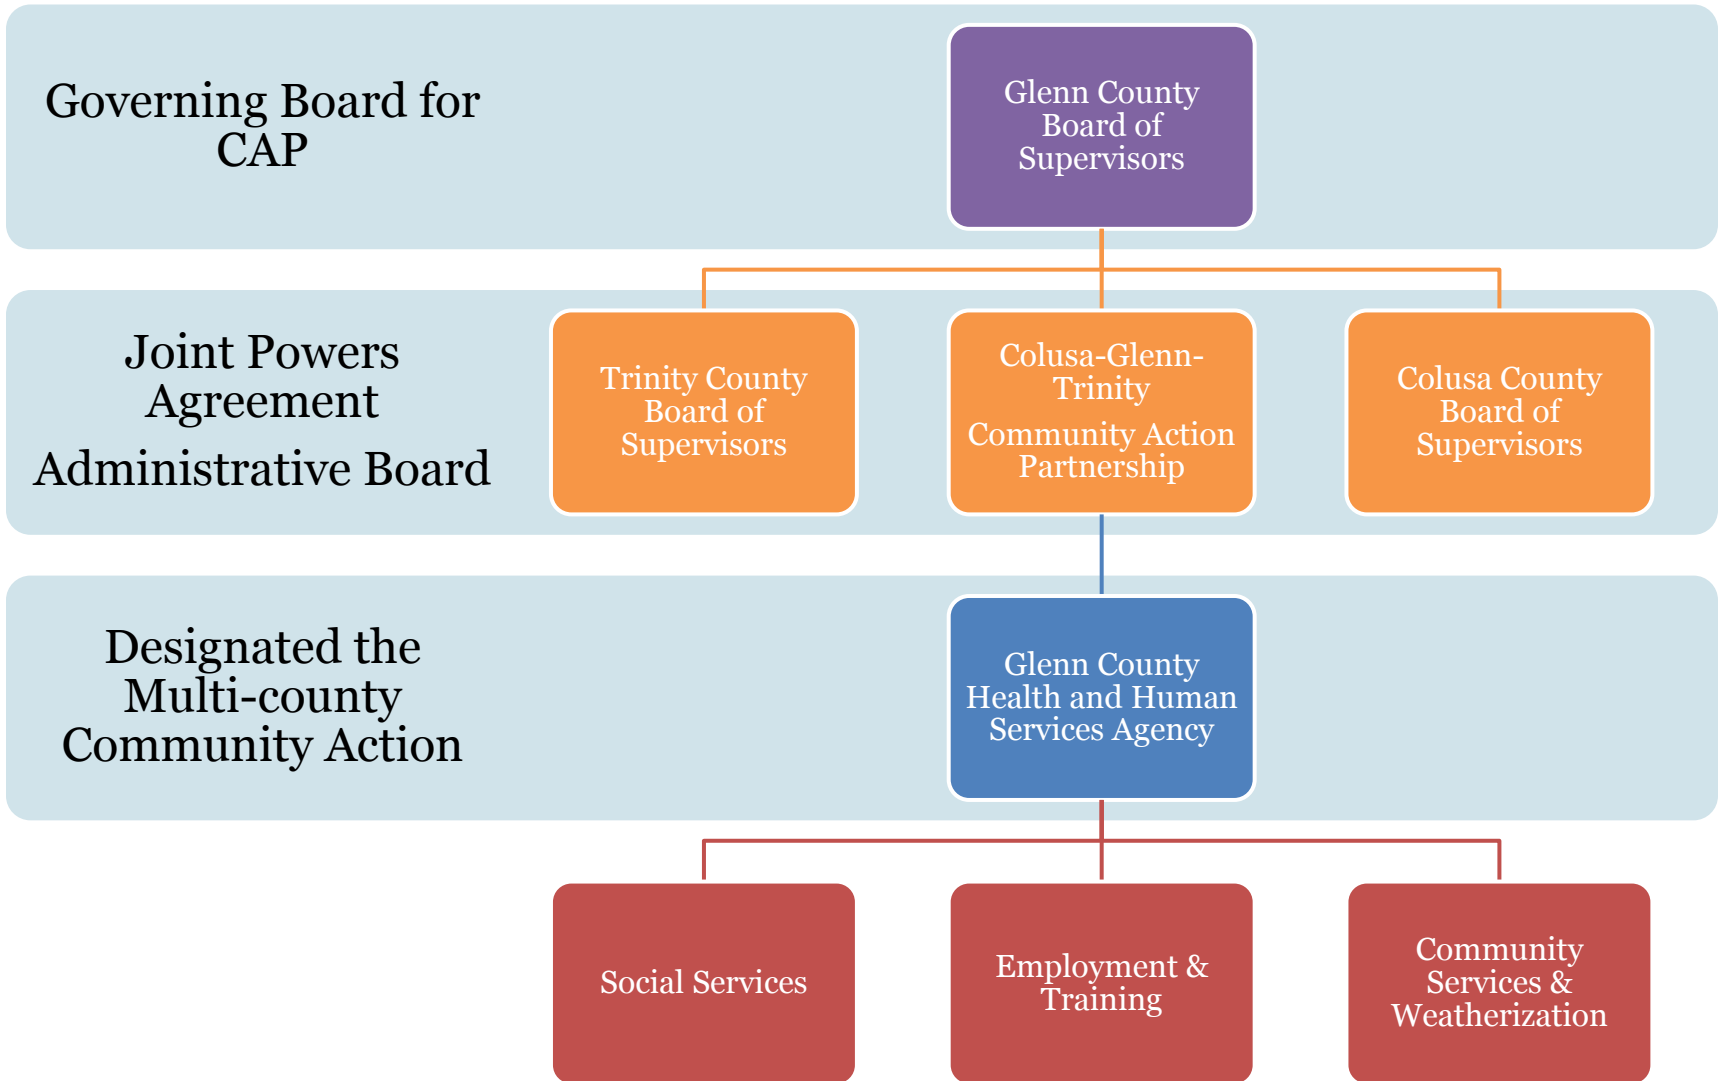 Governing Board for
CAP
Glenn County
Board of
Supervisors
Joint Powers
Agreement
Administrative Board
Trinity County
Board of
Supervisors
Colusa-Glenn-
Trinity
Community Action
Partnership
Colusa County
Board of
Supervisors
Designated the
Multi-county
Community Action
Glenn County
Health and Human
Services Agency
Social Services
Employment &
Training
Community
Services &
Weatherization